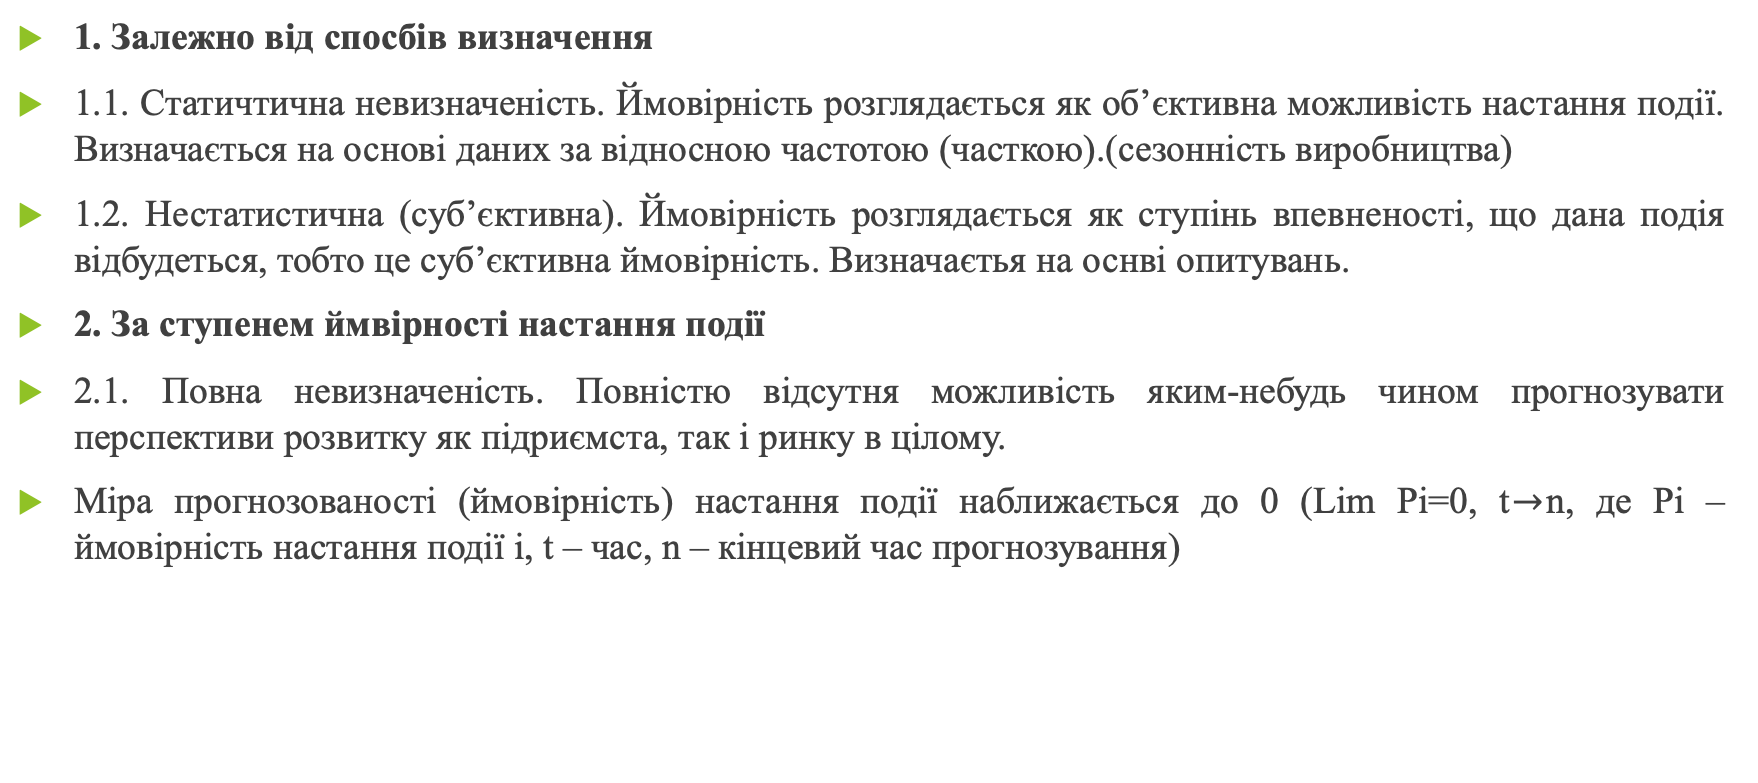 1. Залежно від спосбів визначення
1.1. Статичтична невизначеність. Ймовірність розглядається як об’єктивна можливість настання події.
Визначається на основі даних за відносною частотою (часткою).(сезонність виробництва)
1.2. Нестатистична (суб’єктивна). Ймовірність розглядається як ступінь впевненості, що дана подія
відбудеться, тобто це суб’єктивна ймовірність. Визначаєтья на оснві опитувань.
2. За ступенем ймвірності настання події
2.1. Повна невизначеність. Повністю відсутня можливість яким-небудь чином прогнозувати
перспективи розвитку як підриємста, так і ринку в цілому.
Міра прогнозованості (ймовірність) настання події наближається до 0 (Lim Pi=0, t→n, де Pi –
ймовірність настання події i, t – час, n – кінцевий час прогнозування)